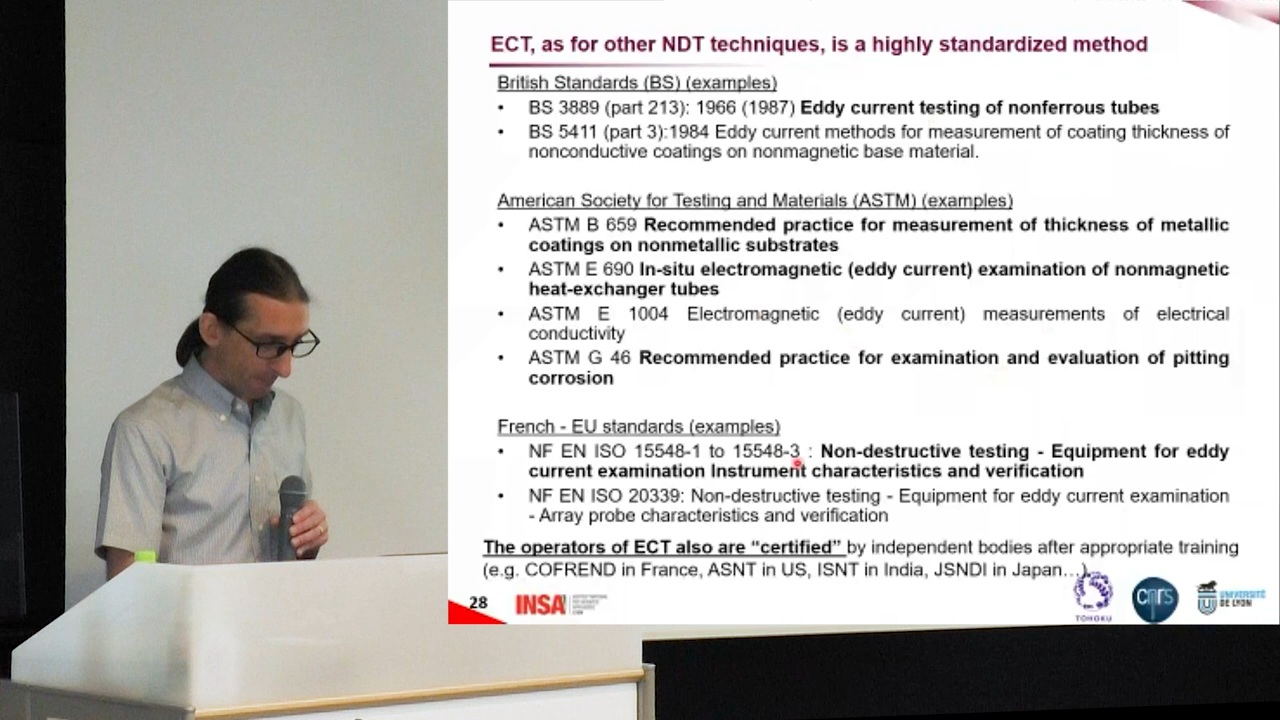 ECT, as for other NDT techniques, is a highly standardized method
British Standards (BS) (examples)
• BS 3889 (part 213): 1966 (1987) Eddy current testing of nonferrous tubes
• BS 5411 (part 3):1984 Eddy current methods for measurement of coating thickness of
nonconductive coatings on nonmagnetic base material.
American Society for Testing and Materials (ASTM) (examples)
• ASTM B 659 Recommended practice for measurement of thickness of metallic
coatings on nonmetallic substrates
• ASTM E 690 In-situ electromagnetic (eddy current) examination of nonmagnetic
heat-exchanger tubes
• ASTM E 1004 Electromagnetic (eddy current) measurements of electrical
conductivity
• ASTM G 46 Recommended practice for examination and evaluation of pitting
corrosion
French - EU standards (examples)
• NF EN ISO 15548-1 to 15548-3 : Non-destructive testing - Equipment for eddy
current examination Instrument characteristics and verification
• NF EN ISO 20339: Non-destructive testing - Equipment for eddy current examination
- Array probe characteristics and verification
The operators of ECT also are “certified” by independent bodies after appropriate training
(e.g. COFREND in France, ASNT in US, ISNT in India, JSNDI in Japan…)
28
INSA
TOHOKU
cnrs
UNIVERSITÉ
DE LYON